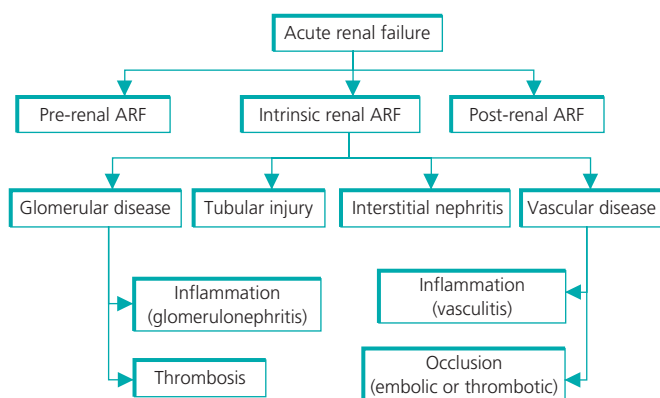 Acute renal failure
Pre-renal ARF
Intrinsic renal ARF
Post-renal ARF
Glomerular disease
Tubular injury
Interstitial nephritis
Vascular disease
Inflammation
(glomerulonephritis)
Inflammation
(vasculitis)
Thrombosis
Occlusion
(embolic or thrombotic)